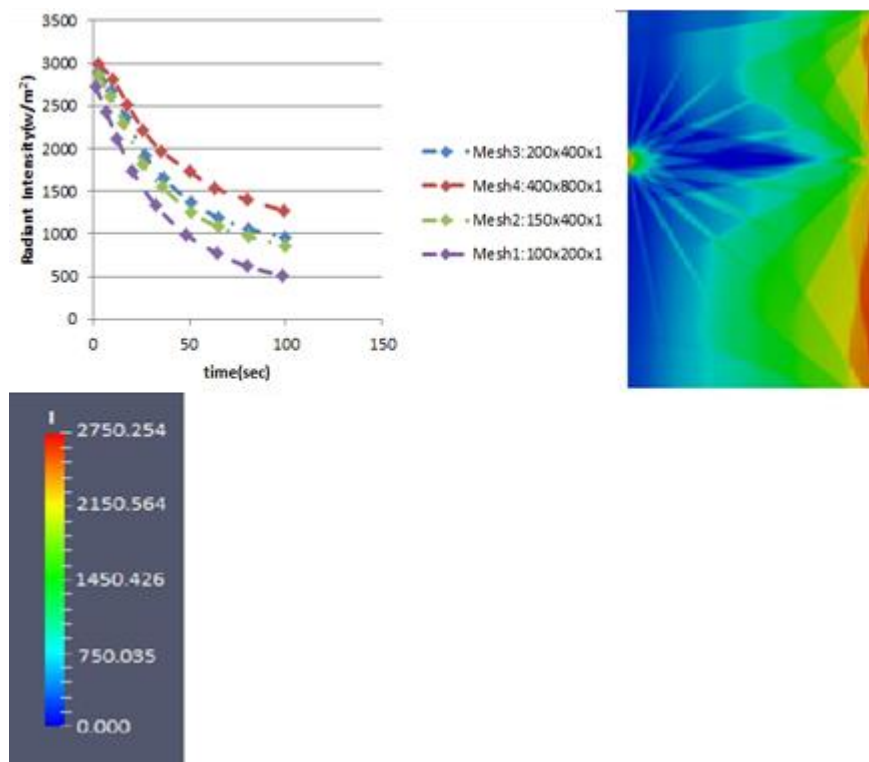 3500
3000
2500
2000
1500
1000
500
0
Radiant Intensity(w/m²)
0 50 100 150
time(sec)
Mesh3:200x400x1
Mesh4:400x800x1
Mesh2:150x400x1
Mesh1:100x200x1
I
2750.254
2150.564
1450.426
750.035
0.000